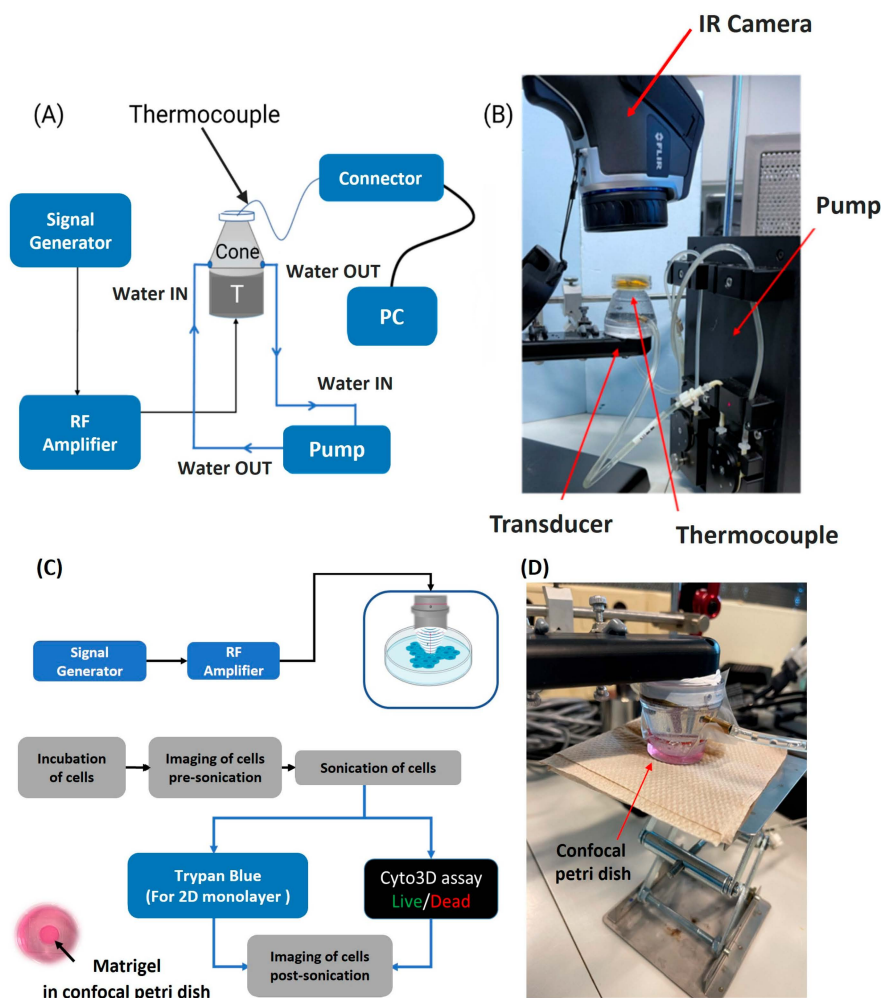 IR Camera
(A)
Thermocouple
(B)
FLIR
Connector
Signal
Generator
Pump
Cone
Water OUT
Water IN
T
PC
Water IN
RF
Amplifier
Pump
Water OUT
Transducer
Thermocouple
(C)
(D)
Signal
Generator
RF
Amplifier
Incubation
of cells
Imaging of cells
pre-sonication
Sonication of cells
Confocal
petri dish
Trypan Blue
(For 2D monolayer )
Cyto3D assay
Live/Dead
Imaging of cells
post-sonication
Matrigel
in confocal petri dish